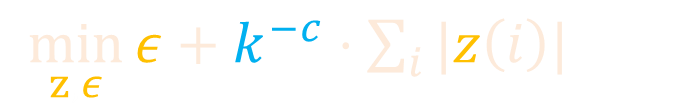 min ϵ + k^{−c} · ∑_i |z(i)|
z ϵ